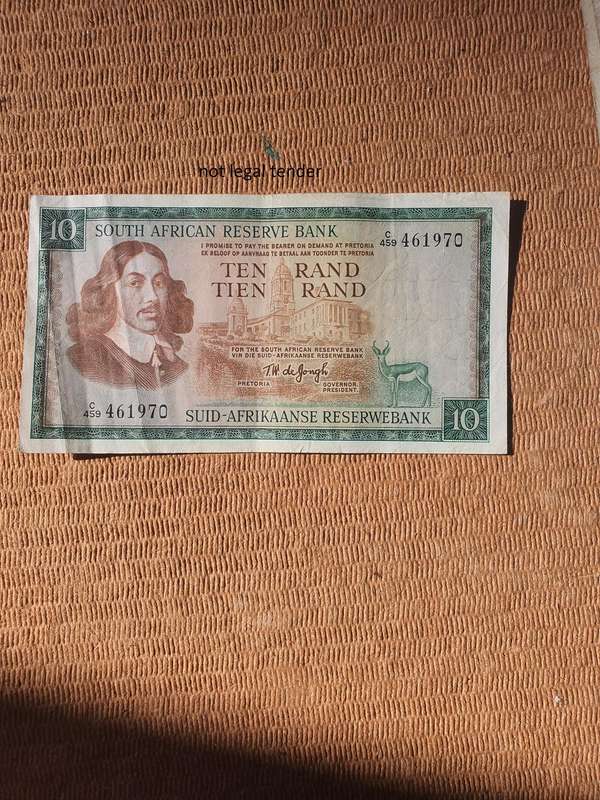 not legal tender
10 SOUTH AFRICAN RESERVE BANK
C/459 461970
I PROMISE TO PAY THE BEARER ON DEMAND AT PRETORIA
EK BELOOF OP AANVRAAG TE BETAAL AAN TOONDER TE PRETORIA
TEN RAND
TIEN RAND
FOR THE SOUTH AFRICAN RESERVE BANK
VIR DIE SUID-AFRIKAANSE RESERWEBANK
T.W. de Jongh
PRETORIA
GOVERNOR.
PRESIDENT.
C/459 461970
SUID-AFRIKAANSE RESERWEBANK 10